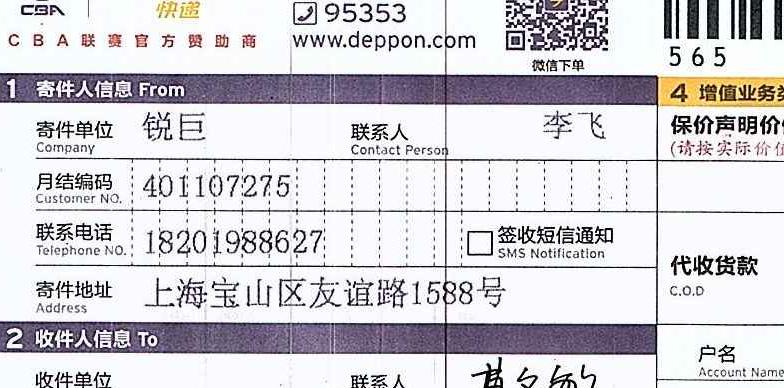 CBA 快递 95353
CBA联赛官方赞助商 www.deppon.com
微信下单
565
1 寄件人信息 From
4 增值业务
寄件单位 锐巨 联系人 李飞
Company Contact Person
保价声明价
(请按实际价值
月结编码 401107275
Customer NO.
联系电话 18201988627 签收短信通知
Telephone NO. SMS Notification
代收货款
C.O.D
寄件地址 上海宝山区友谊路1588号
Address
2 收件人信息 To
户名
Account Name
收件单位 联系人